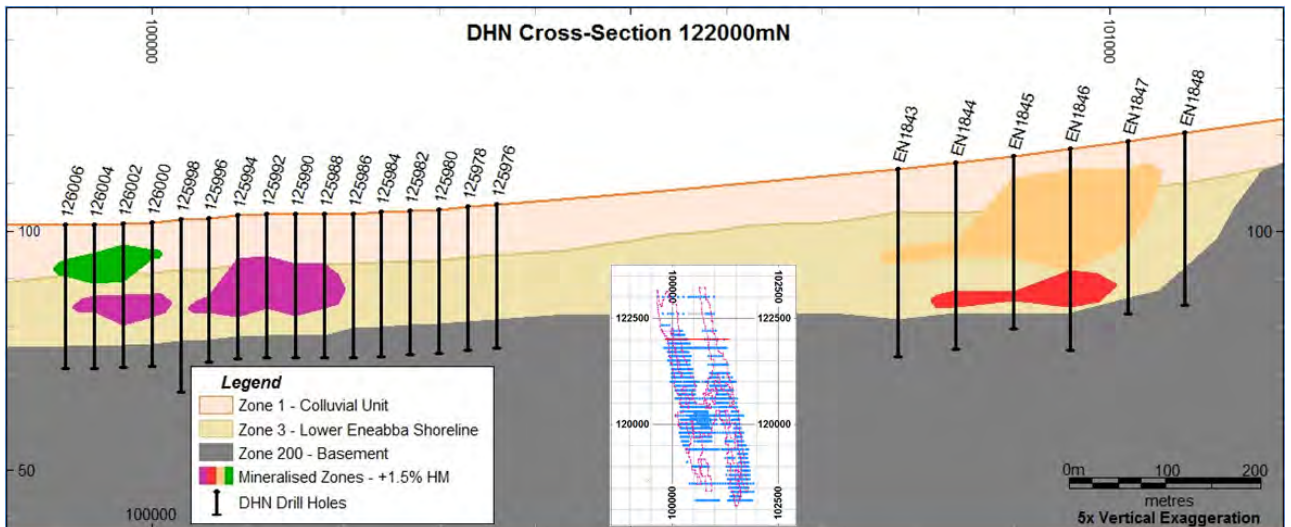 DHN Cross-Section 122000mN
100000
101000
126006
126004
126002
126000
125998
125996
125994
125992
125990
125988
125986
125984
125982
125980
125978
125976
EN1843
EN1844
EN1845
EN1846
EN1847
EN1848
100
100
50
100000
Legend
Zone 1 - Colluvial Unit
Zone 3 - Lower Eneabba Shoreline
Zone 200 - Basement
Mineralised Zones - +1.5% HM
DHN Drill Holes
100000
102500
122500
122500
120000
120000
100000
102500
0m 100 200
metres
5x Vertical Exaggeration